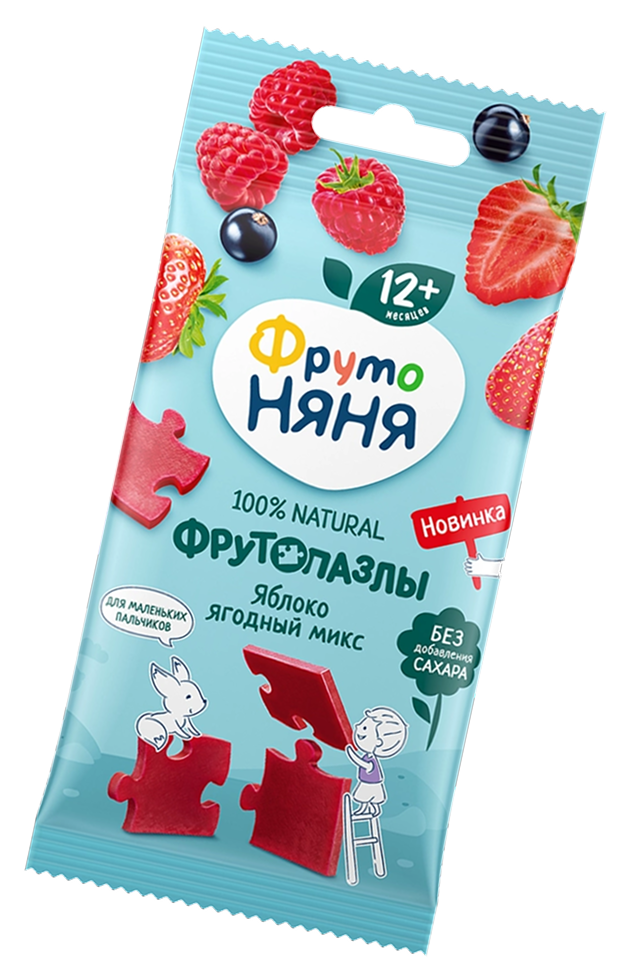 12+
месяцев
Фруто
НЯНЯ
100% NATURAL
Новинка
ФРУТОПАЗЛЫ
Яблоко
ягодный микс
для маленьких
пальчиков
БЕЗ
добавления
САХАРА